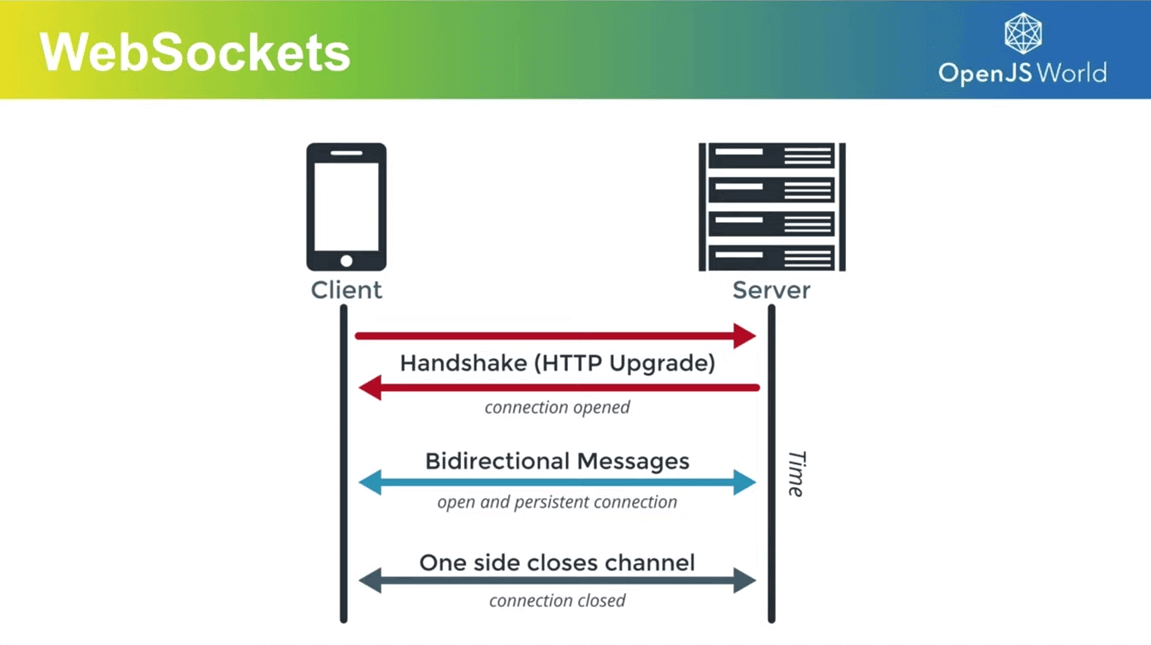 WebSockets
OpenJS World
Client
Server
Handshake (HTTP Upgrade)
connection opened
Bidirectional Messages
Time
open and persistent connection
One side closes channel
connection closed